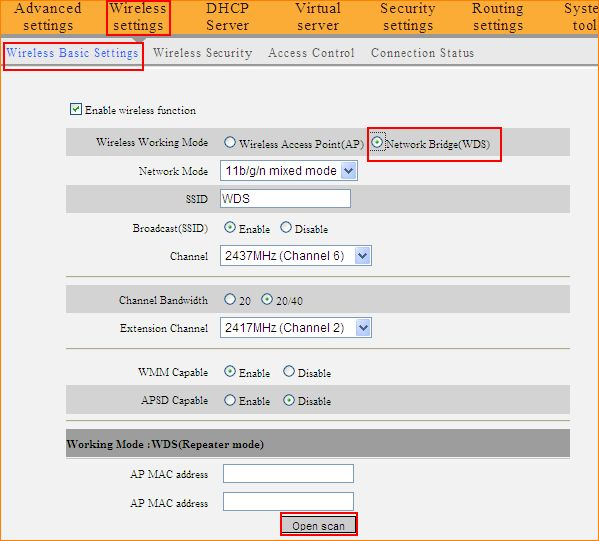 Advanced settings Wireless settings DHCP Server Virtual server Security settings Routing settings Syste tool
Wireless Basic Settings Wireless Security Access Control Connection Status
Enable wireless function
Wireless Working Mode Wireless Access Point(AP) Network Bridge(WDS)
Network Mode 11b/g/n mixed mode
SSID WDS
Broadcast(SSID) Enable Disable
Channel 2437MHz (Channel 6)
Channel Bandwidth 20 20/40
Extension Channel 2417MHz (Channel 2)
WMM Capable Enable Disable
APSD Capable Enable Disable
Working Mode :WDS(Repeater mode)
AP MAC address
AP MAC address
Open scan